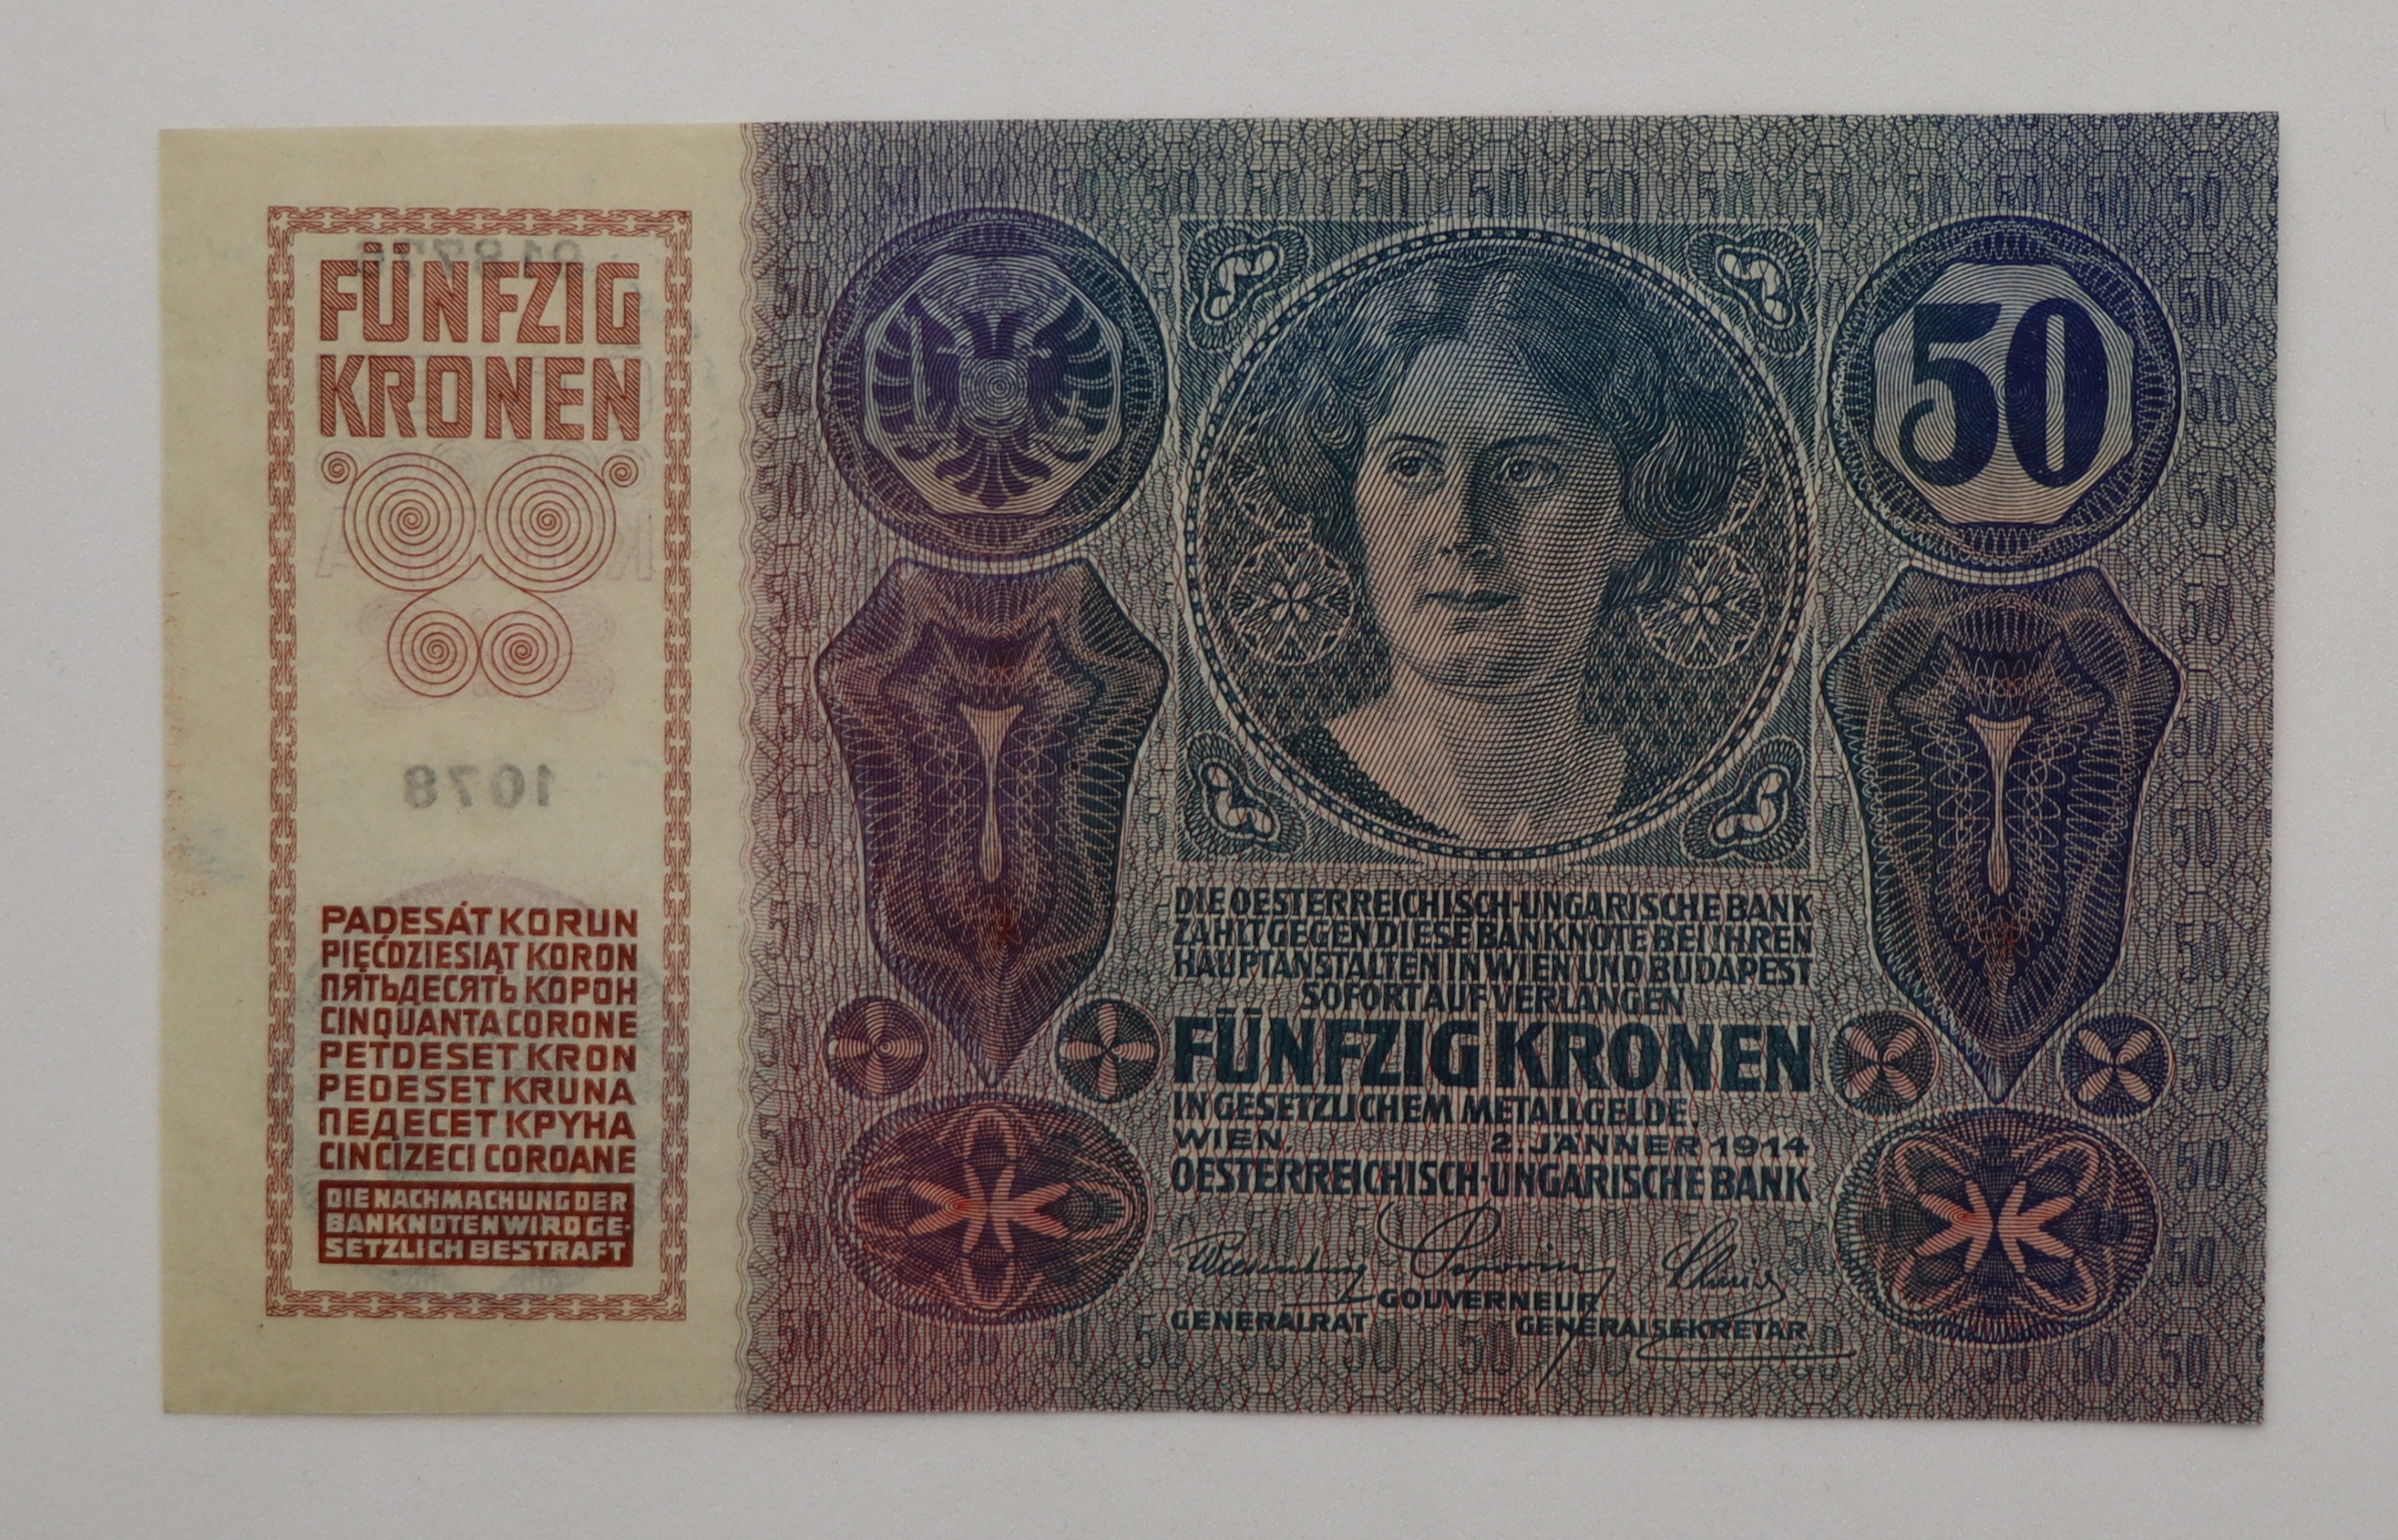 FÜNFZIG
KRONEN
1078
PADESÁT KORUN
PIĘĆDZIESIĄT KORON
ПЯТЬДЕСЯТЬ КОРОН
CINQUANTA CORONE
PETDESET KRON
PEDESET KRUNA
ПЕДЕСЕТ КРУНА
CINCĬZECI COROANE
DIE NACHMACHUNG DER
BANKNOTEN WIRD GE-
SETZLICH BESTRAFT
50
DIE OESTERREICHISCH-UNGARISCHE BANK
ZAHLT GEGEN DIESE BANKNOTE BEI IHREN
HAUPTANSTALTEN IN WIEN UND BUDAPEST
SOFORT AUF VERLANGEN
FÜNFZIG KRONEN
IN GESETZLICHEM METALLGELDE.
WIEN, 2. JÄNNER 1914
OESTERREICHISCH-UNGARISCHE BANK
GOUVERNEUR
GENERALRAT GENERALSEKRETÄR